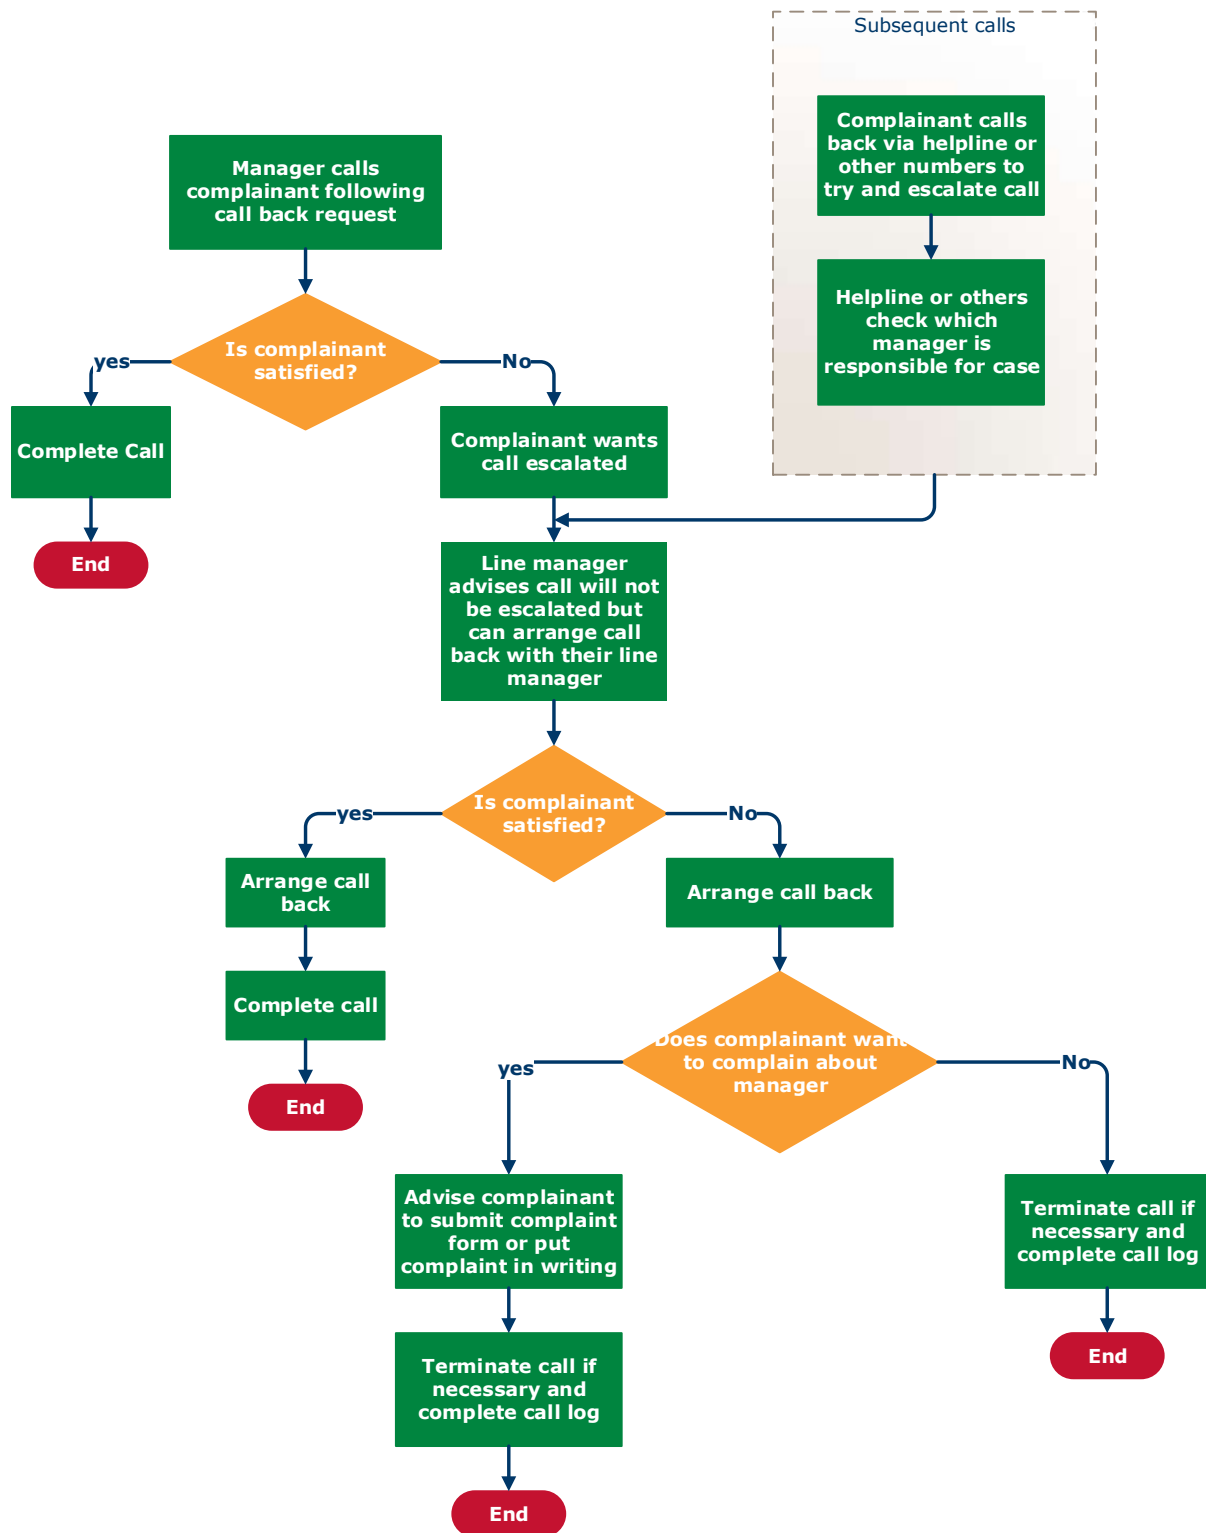 Subsequent calls
Complainant calls
back via helpline or
other numbers to
try and escalate call
Helpline or others
check which
manager is
responsible for case
Manager calls
complainant following
call back request
Is complainant
satisfied?
yes
No
Complete Call
End
Complainant wants
call escalated
Line manager
advises call will not
be escalated but
can arrange call
back with their line
manager
Is complainant
satisfied?
yes
No
Arrange call
back
Complete call
End
Arrange call back
Does complainant want
to complain about
manager
yes
No
Advise complainant
to submit complaint
form or put
complaint in writing
Terminate call if
necessary and
complete call log
End
Terminate call if
necessary and
complete call log
End